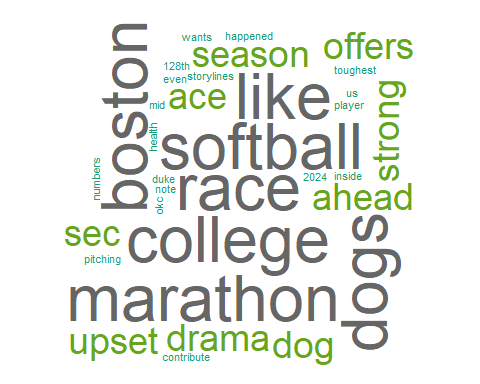 wants happened
boston season offers
128th toughest
even storylines
mid ace like us
player
strong
health softball
numbers duke race 2024 inside
note
okc ahead
sec college dogs
pitching
marathon
upset drama dog
contribute